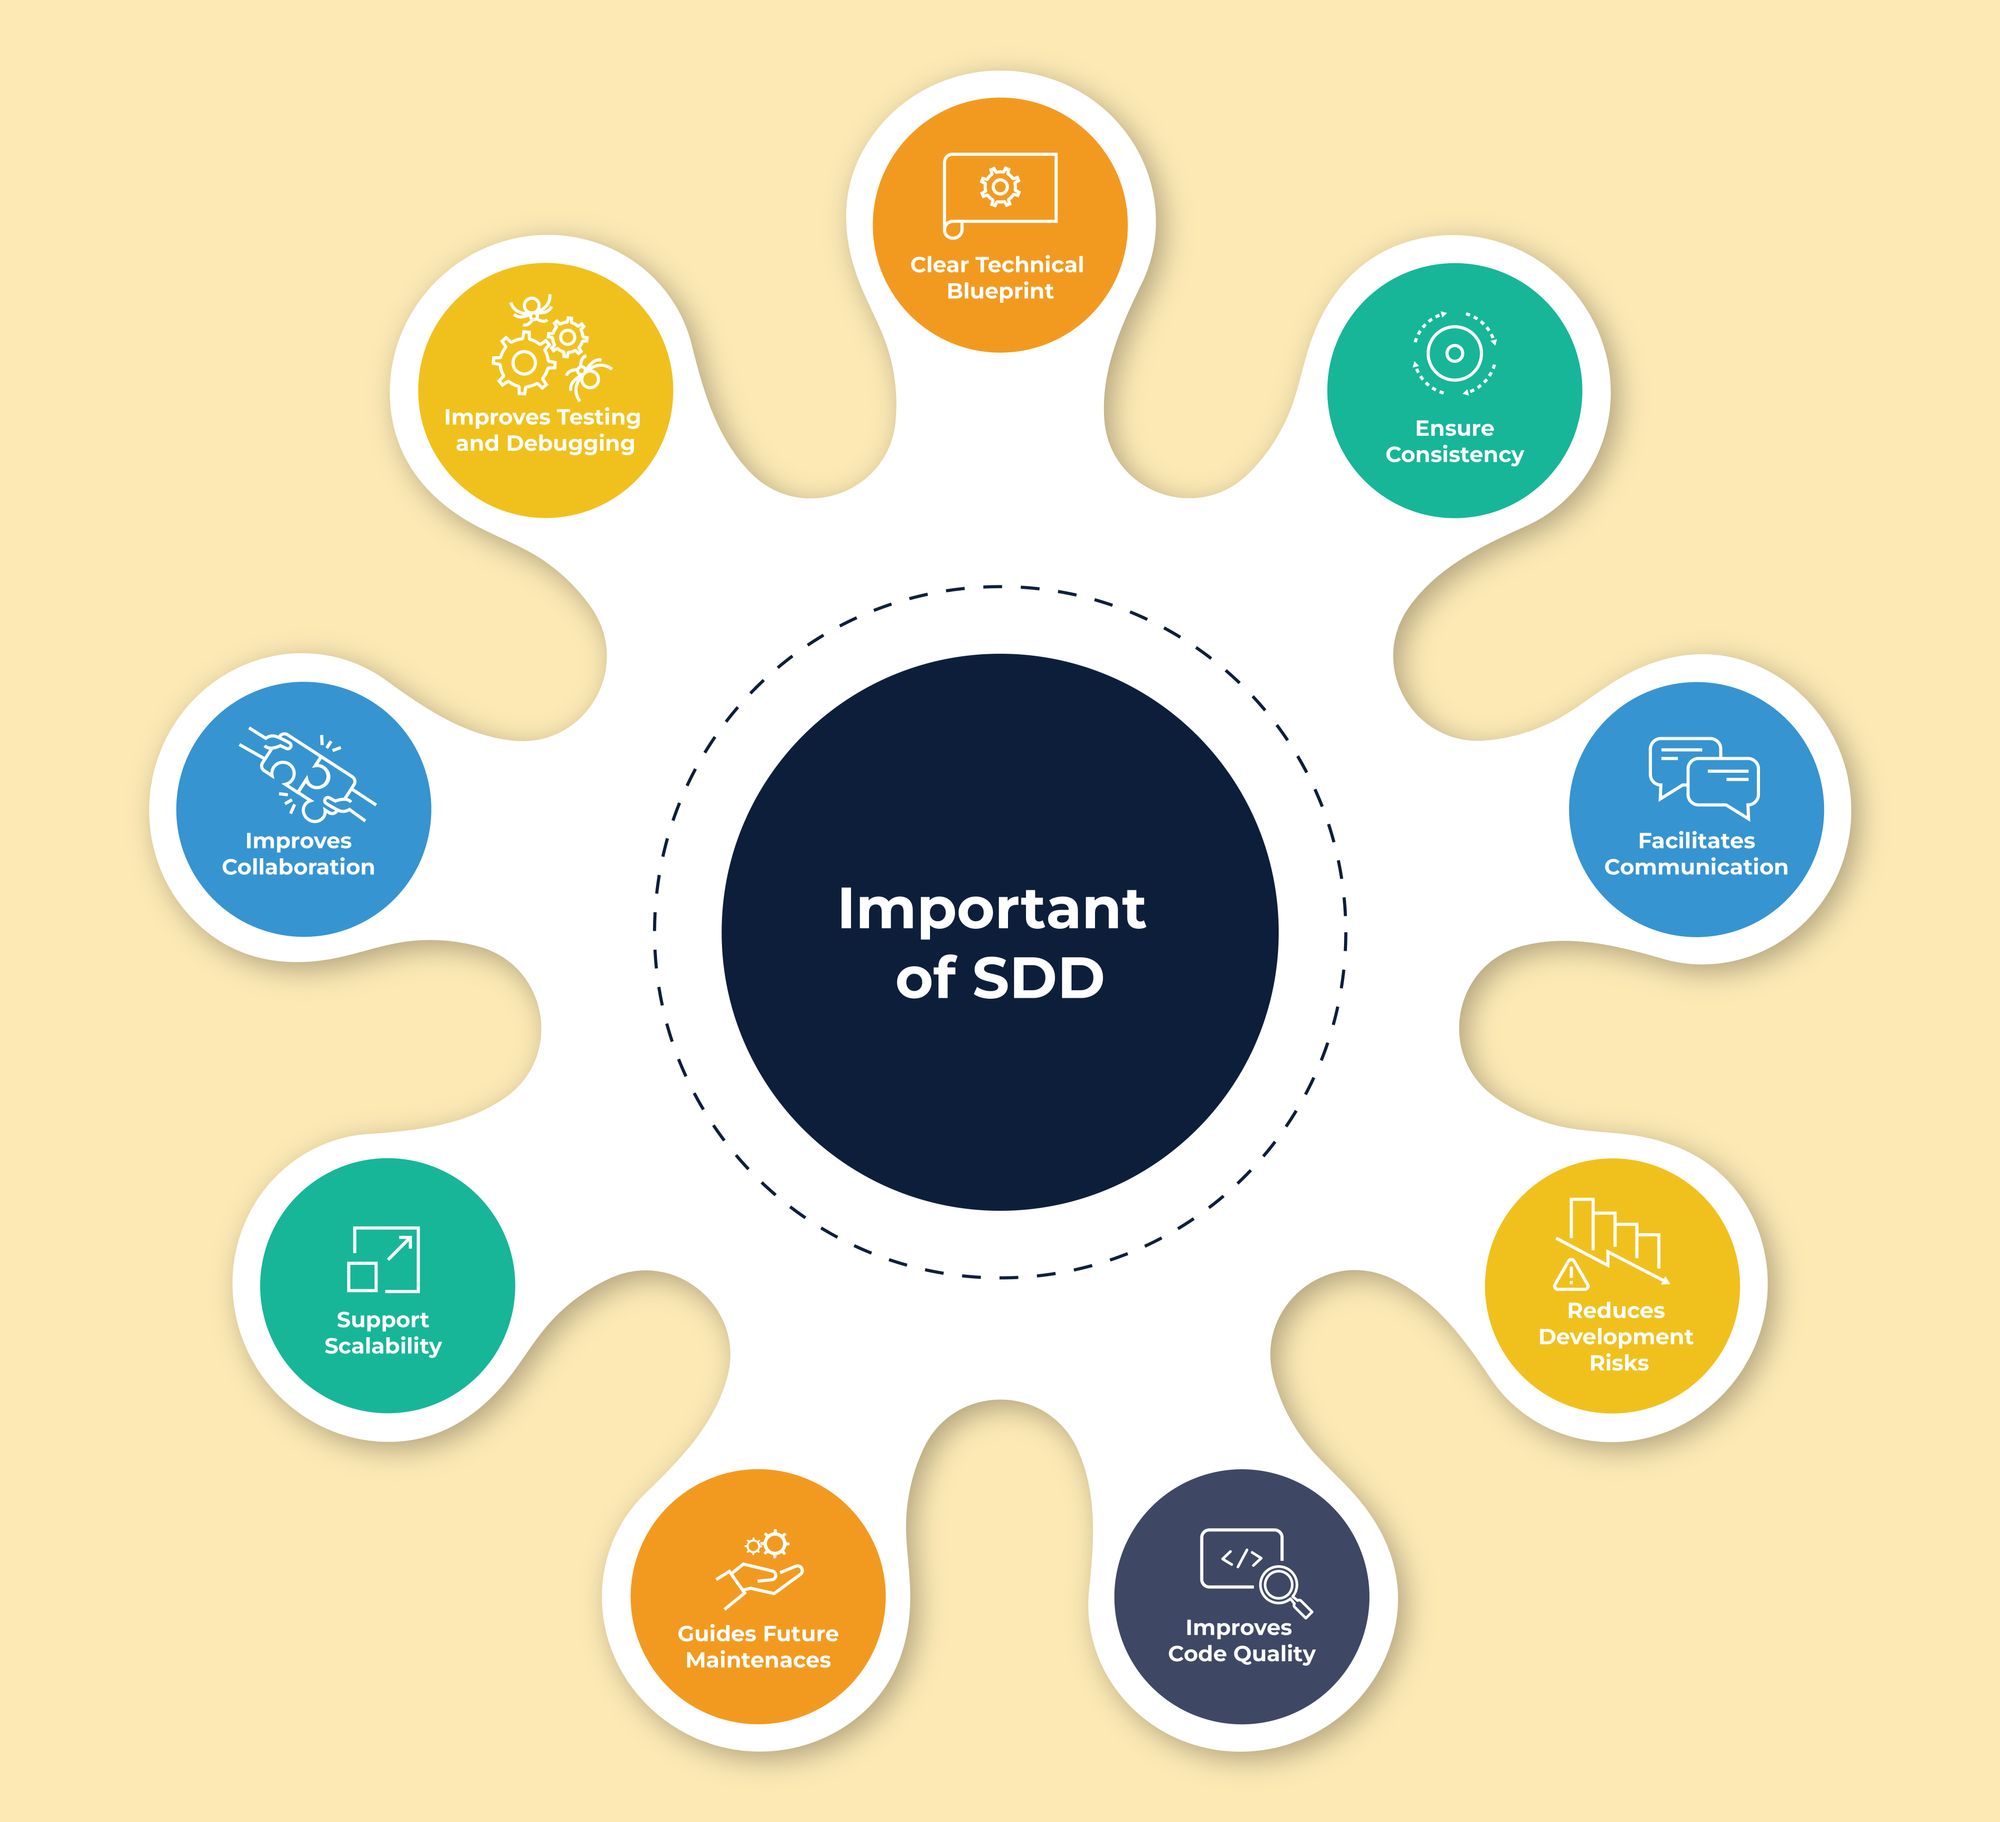 Clear Technical
Blueprint
Ensure
Consistency
Facilitates
Communication
Reduces
Development
Risks
Improves
Code Quality
Guides Future
Maintenaces
Support
Scalability
Improves
Collaboration
Improves Testing
and Debugging
Important
of SDD